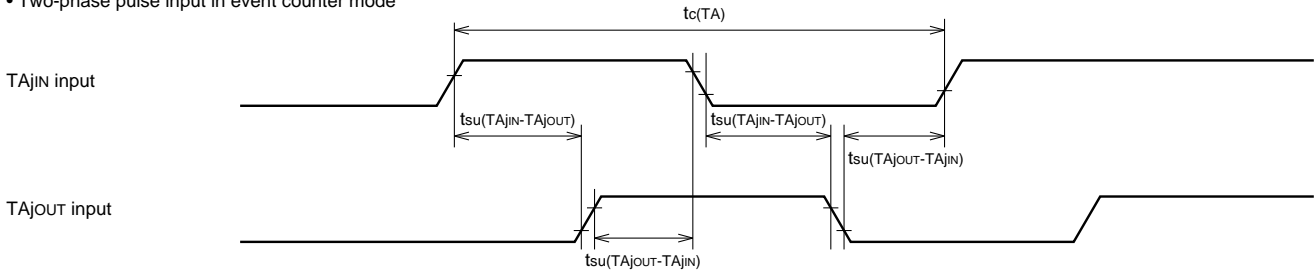 • Two-phase pulse input in event counter mode
tc(TA)
TAjIN input
tsu(TAjIN-TAjOUT)
tsu(TAjIN-TAjOUT)
tsu(TAjOUT-TAjIN)
TAjOUT input
tsu(TAjOUT-TAjIN)